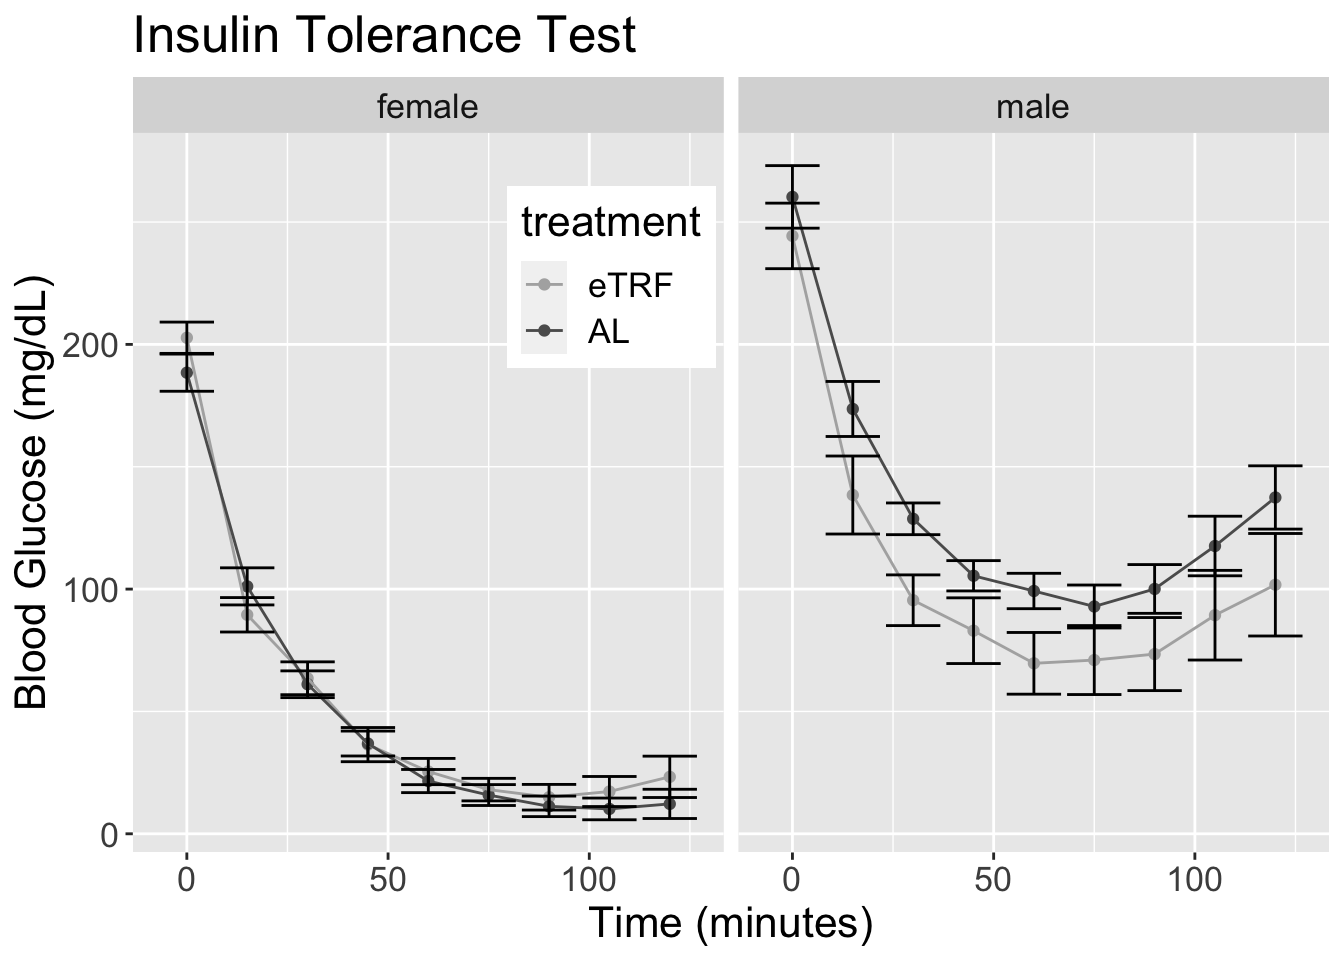 Insulin Tolerance Test
female
male
treatment
eTRF
AL
Blood Glucose (mg/dL)
200
100
0
0 50 100
0 50 100
Time (minutes)